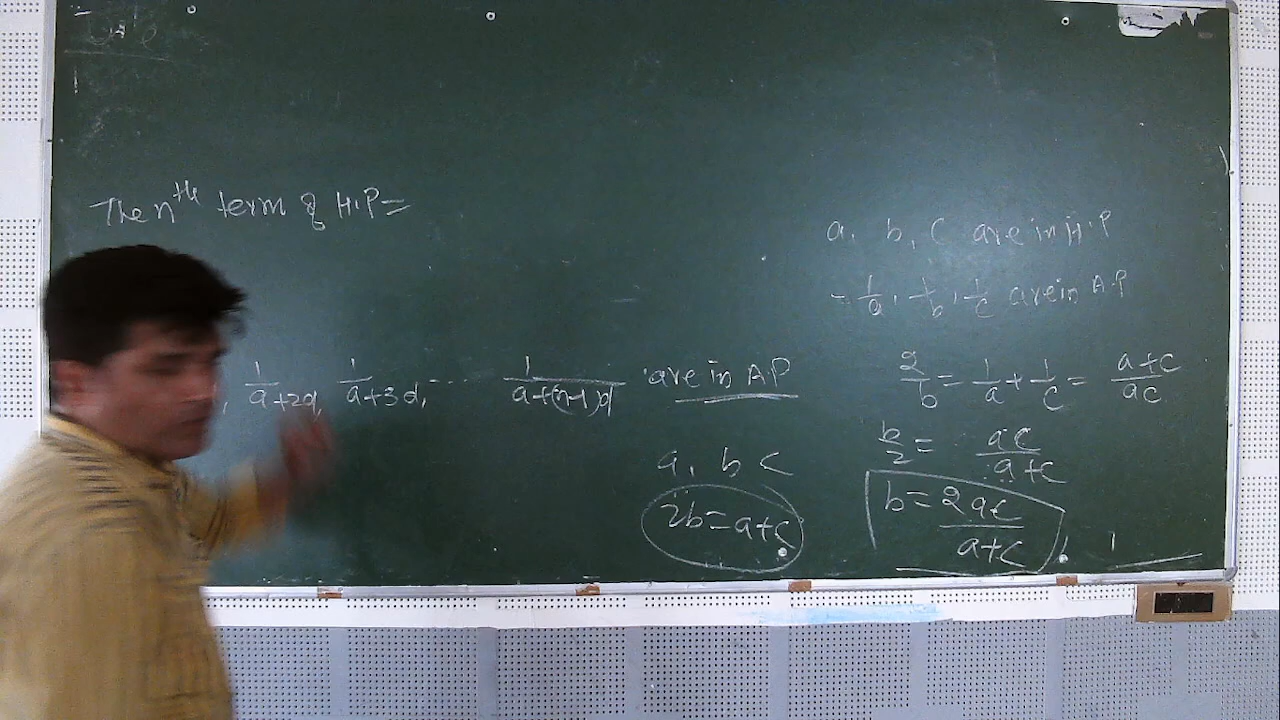 The nth term of H.P=
, 1/a+2d, 1/a+3d, ... 1/a+(n-1)d are in AP
a, b c
2b=a+c
a, b, c are in H.P
- 1/a, 1/b, 1/c are in A.P
2/b = 1/a + 1/c = a+c/ac
b/2 = ac/a+c
b = 2ac/a+c